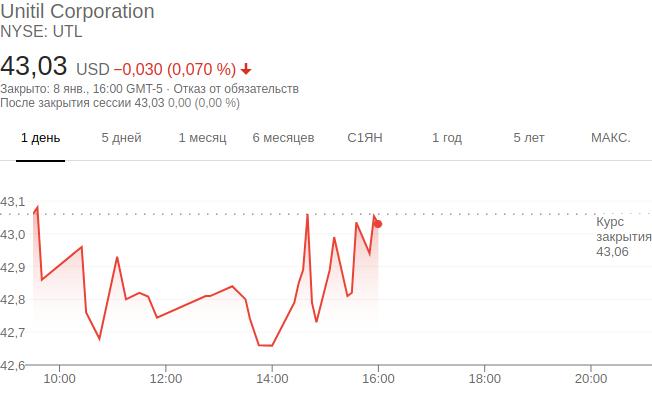 Unitil Corporation
NYSE: UTL
43,03 USD −0,030 (0,070 %)
Закрыто: 8 янв., 16:00 GMT-5 · Отказ от обязательств
После закрытия сессии 43,03 0,00 (0,00 %)
1 день 5 дней 1 месяц 6 месяцев С1ЯН 1 год 5 лет МАКС.
43,1
43,0
42,9
42,8
42,7
42,6
Курс
закрытия
43,06
10:00 12:00 14:00 16:00 18:00 20:00